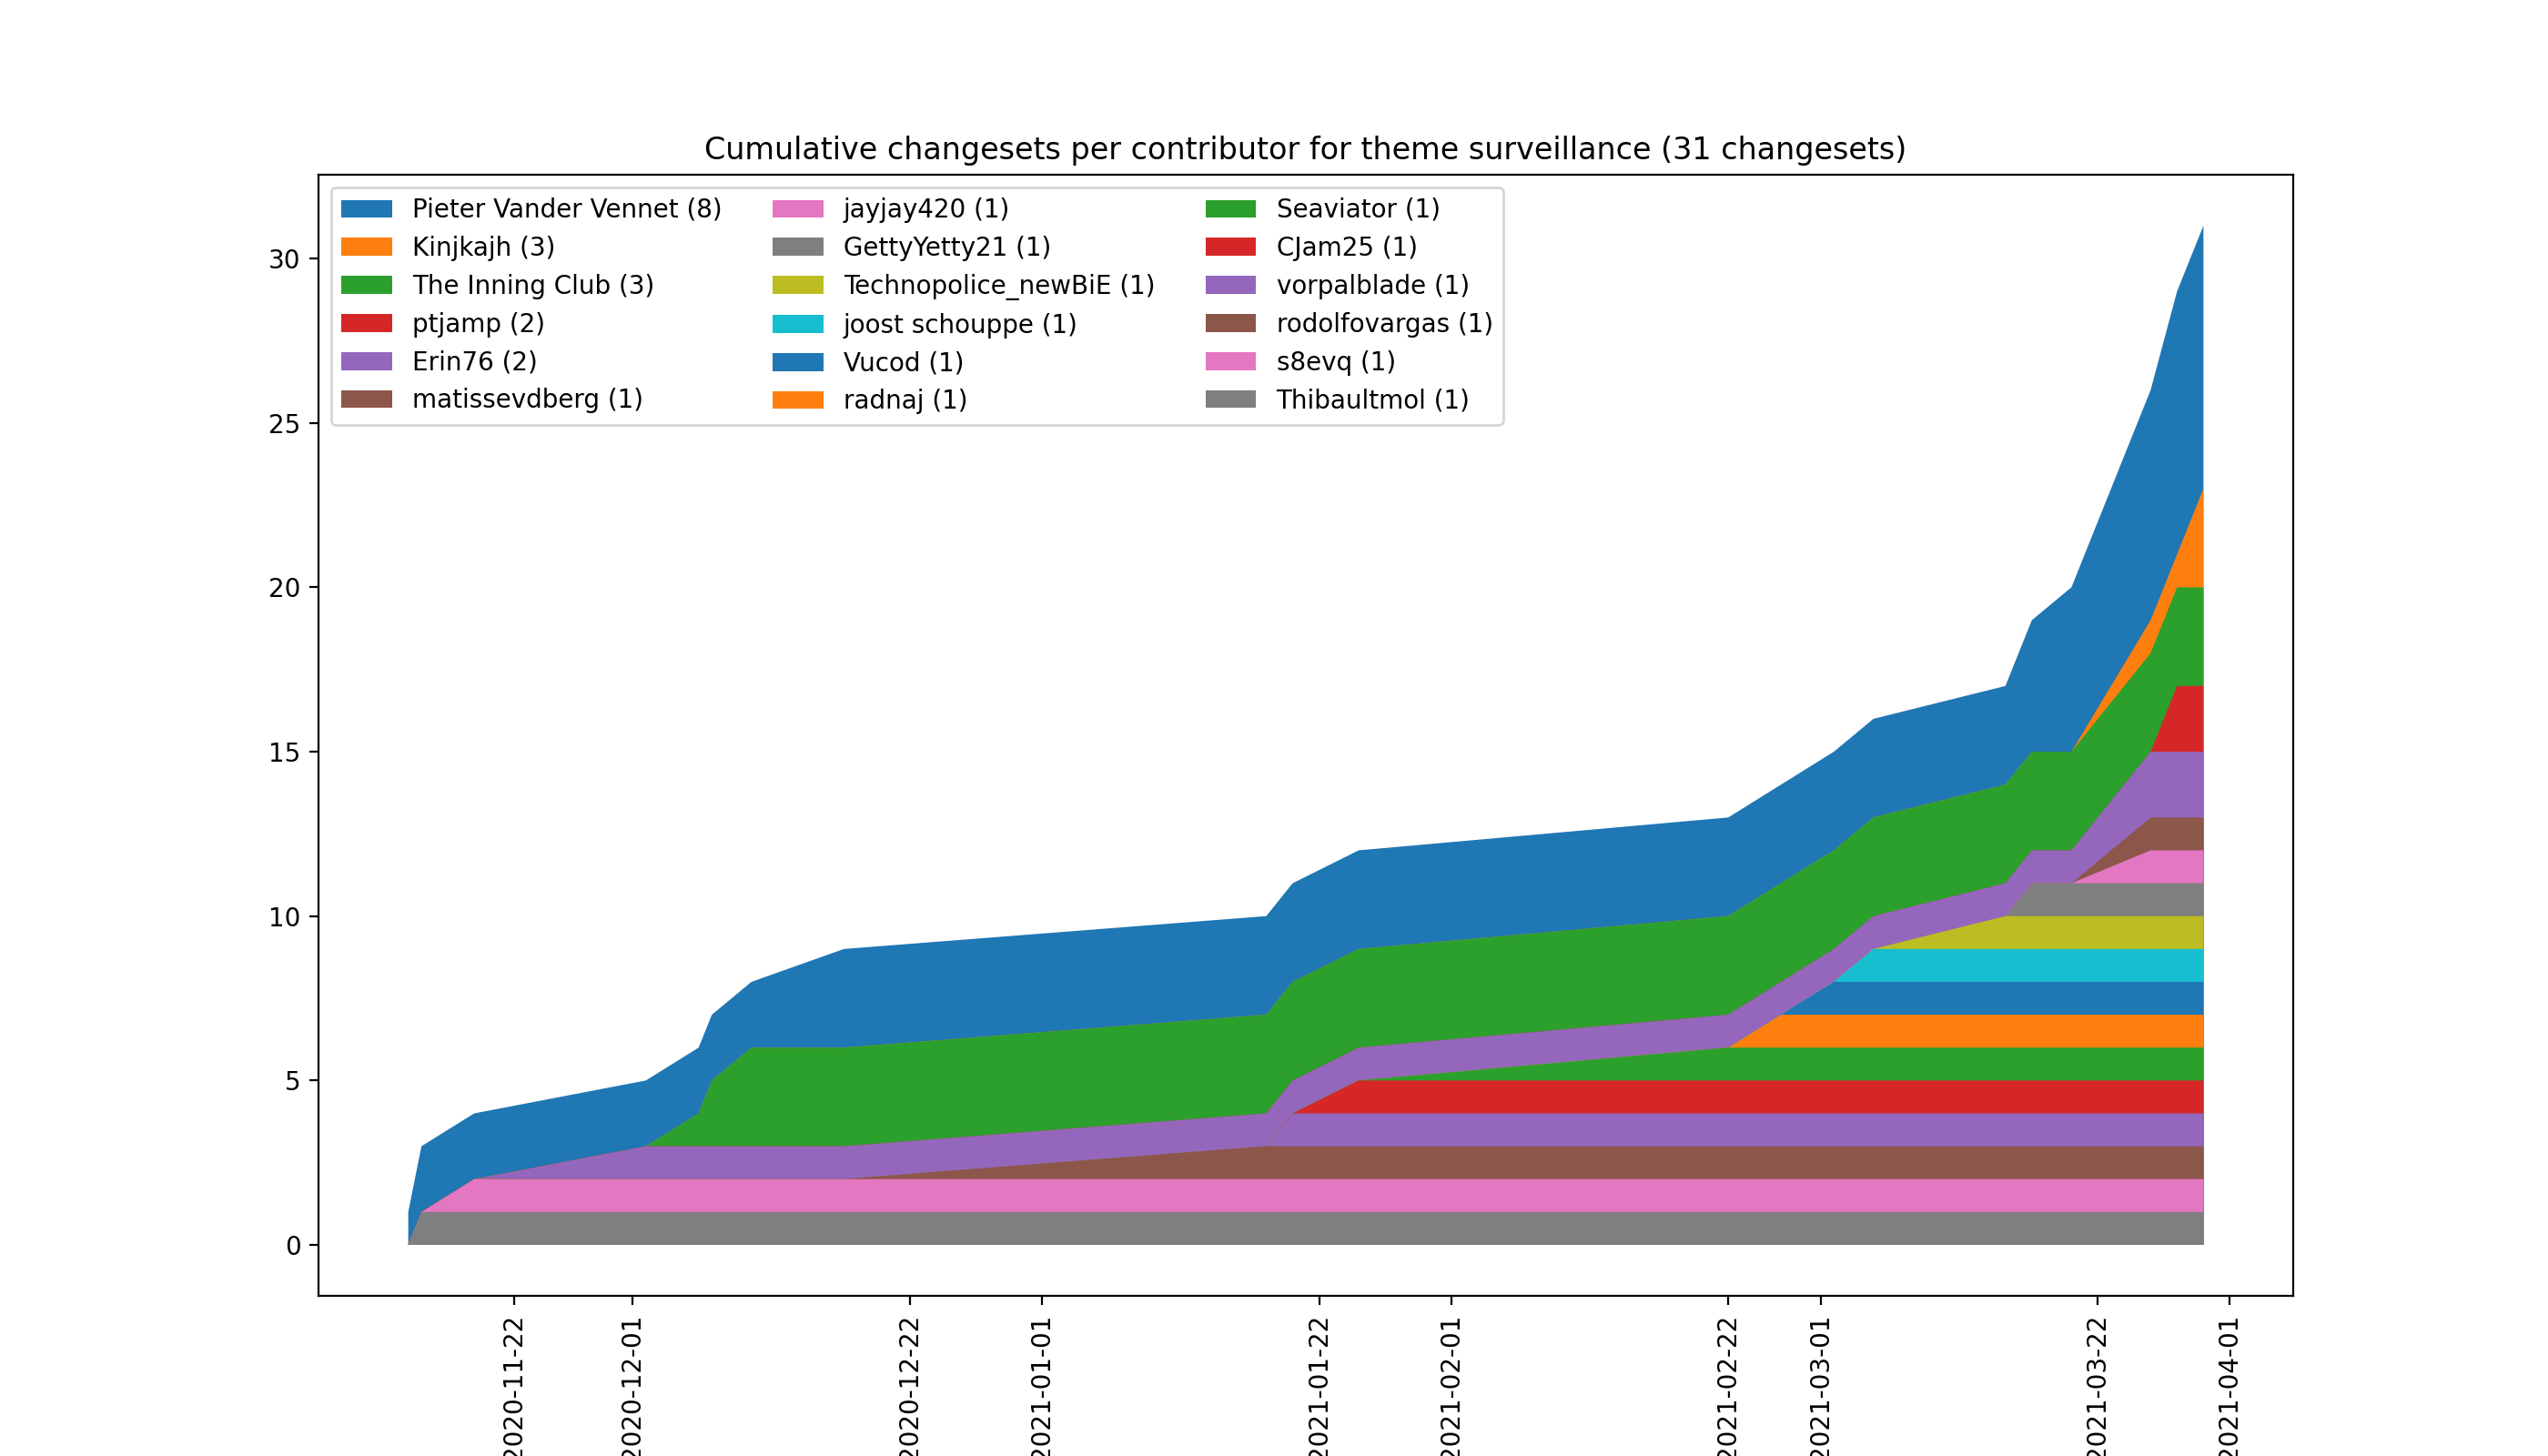 Cumulative changesets per contributor for theme surveillance (31 changesets)
Pieter Vander Vennet (8)
Kinjkajh (3)
The Inning Club (3)
ptjamp (2)
Erin76 (2)
matissevdberg (1)
jayjay420 (1)
GettyYetty21 (1)
Technopolice_newBiE (1)
joost schouppe (1)
Vucod (1)
radnaj (1)
Seaviator (1)
CJam25 (1)
vorpalblade (1)
rodolfovargas (1)
s8evq (1)
Thibaultmol (1)
30
25
20
15
10
5
0
2020-11-22
2020-12-01
2020-12-22
2021-01-01
2021-01-22
2021-02-01
2021-02-22
2021-03-01
2021-03-22
2021-04-01